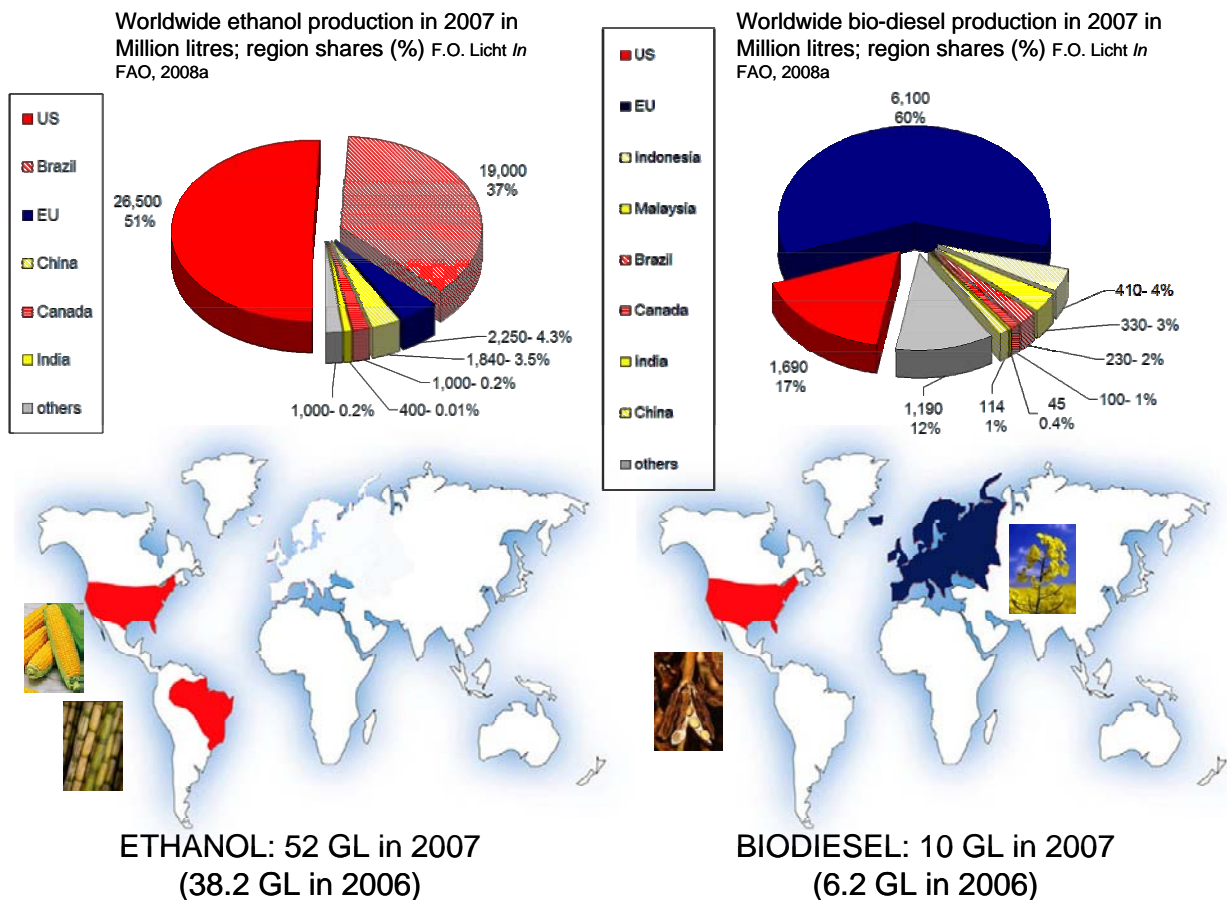 Worldwide ethanol production in 2007 in
Million litres; region shares (%) F.O. Licht In
FAO, 2008a
US
Brazil
EU
China
Canada
India
others
26,500
51%
19,000
37%
2,250- 4.3%
1,840- 3.5%
1,000- 0.2%
400- 0.01%
1,000- 0.2%
ETHANOL: 52 GL in 2007
(38.2 GL in 2006)
Worldwide bio-diesel production in 2007 in
Million litres; region shares (%) F.O. Licht In
FAO, 2008a
US
EU
Indonesia
Malaysia
Brazil
Canada
India
China
others
6,100
60%
410- 4%
330- 3%
230- 2%
100- 1%
45
0.4%
114
1%
1,190
12%
1,690
17%
BIODIESEL: 10 GL in 2007
(6.2 GL in 2006)